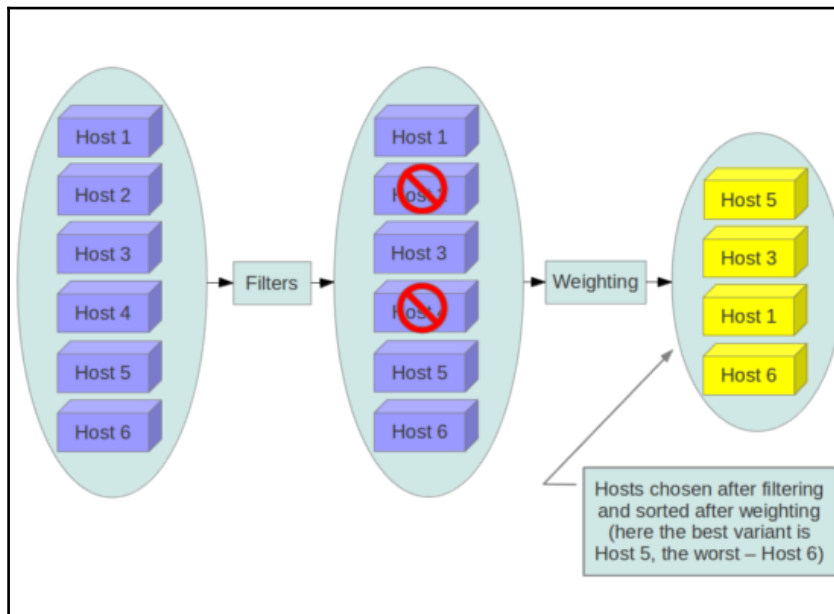 Host 1
Host 2
Host 3
Host 4
Host 5
Host 6
Filters
Host 1
Host
Host 3
Host
Host 5
Host 6
Weighting
Host 5
Host 3
Host 1
Host 6
Hosts chosen after filtering
and sorted after weighting
(here the best variant is
Host 5, the worst – Host 6)